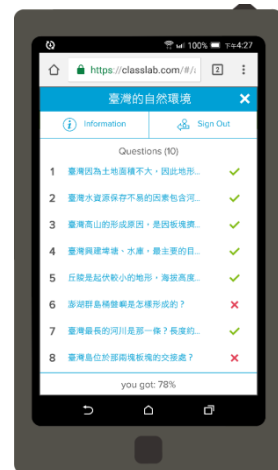 100% 下午4:27
https://classlab.com/#/ 2
臺灣的自然環境
Information Sign Out
Questions (10)
1 臺灣因為土地面積不大,因此地形...
2 臺灣水資源保存不易的因素包含河...
3 臺灣高山的形成原因,是因板塊擠...
4 臺灣興建埤塘、水庫,最主要的目...
5 丘陵是起伏較小的地形,海拔高度...
6 澎湖群島桶盤嶼是怎樣形成的?
7 臺灣最長的河川是那一條?長度約...
8 臺灣島位於那兩塊板塊的交接處?
you got: 78%